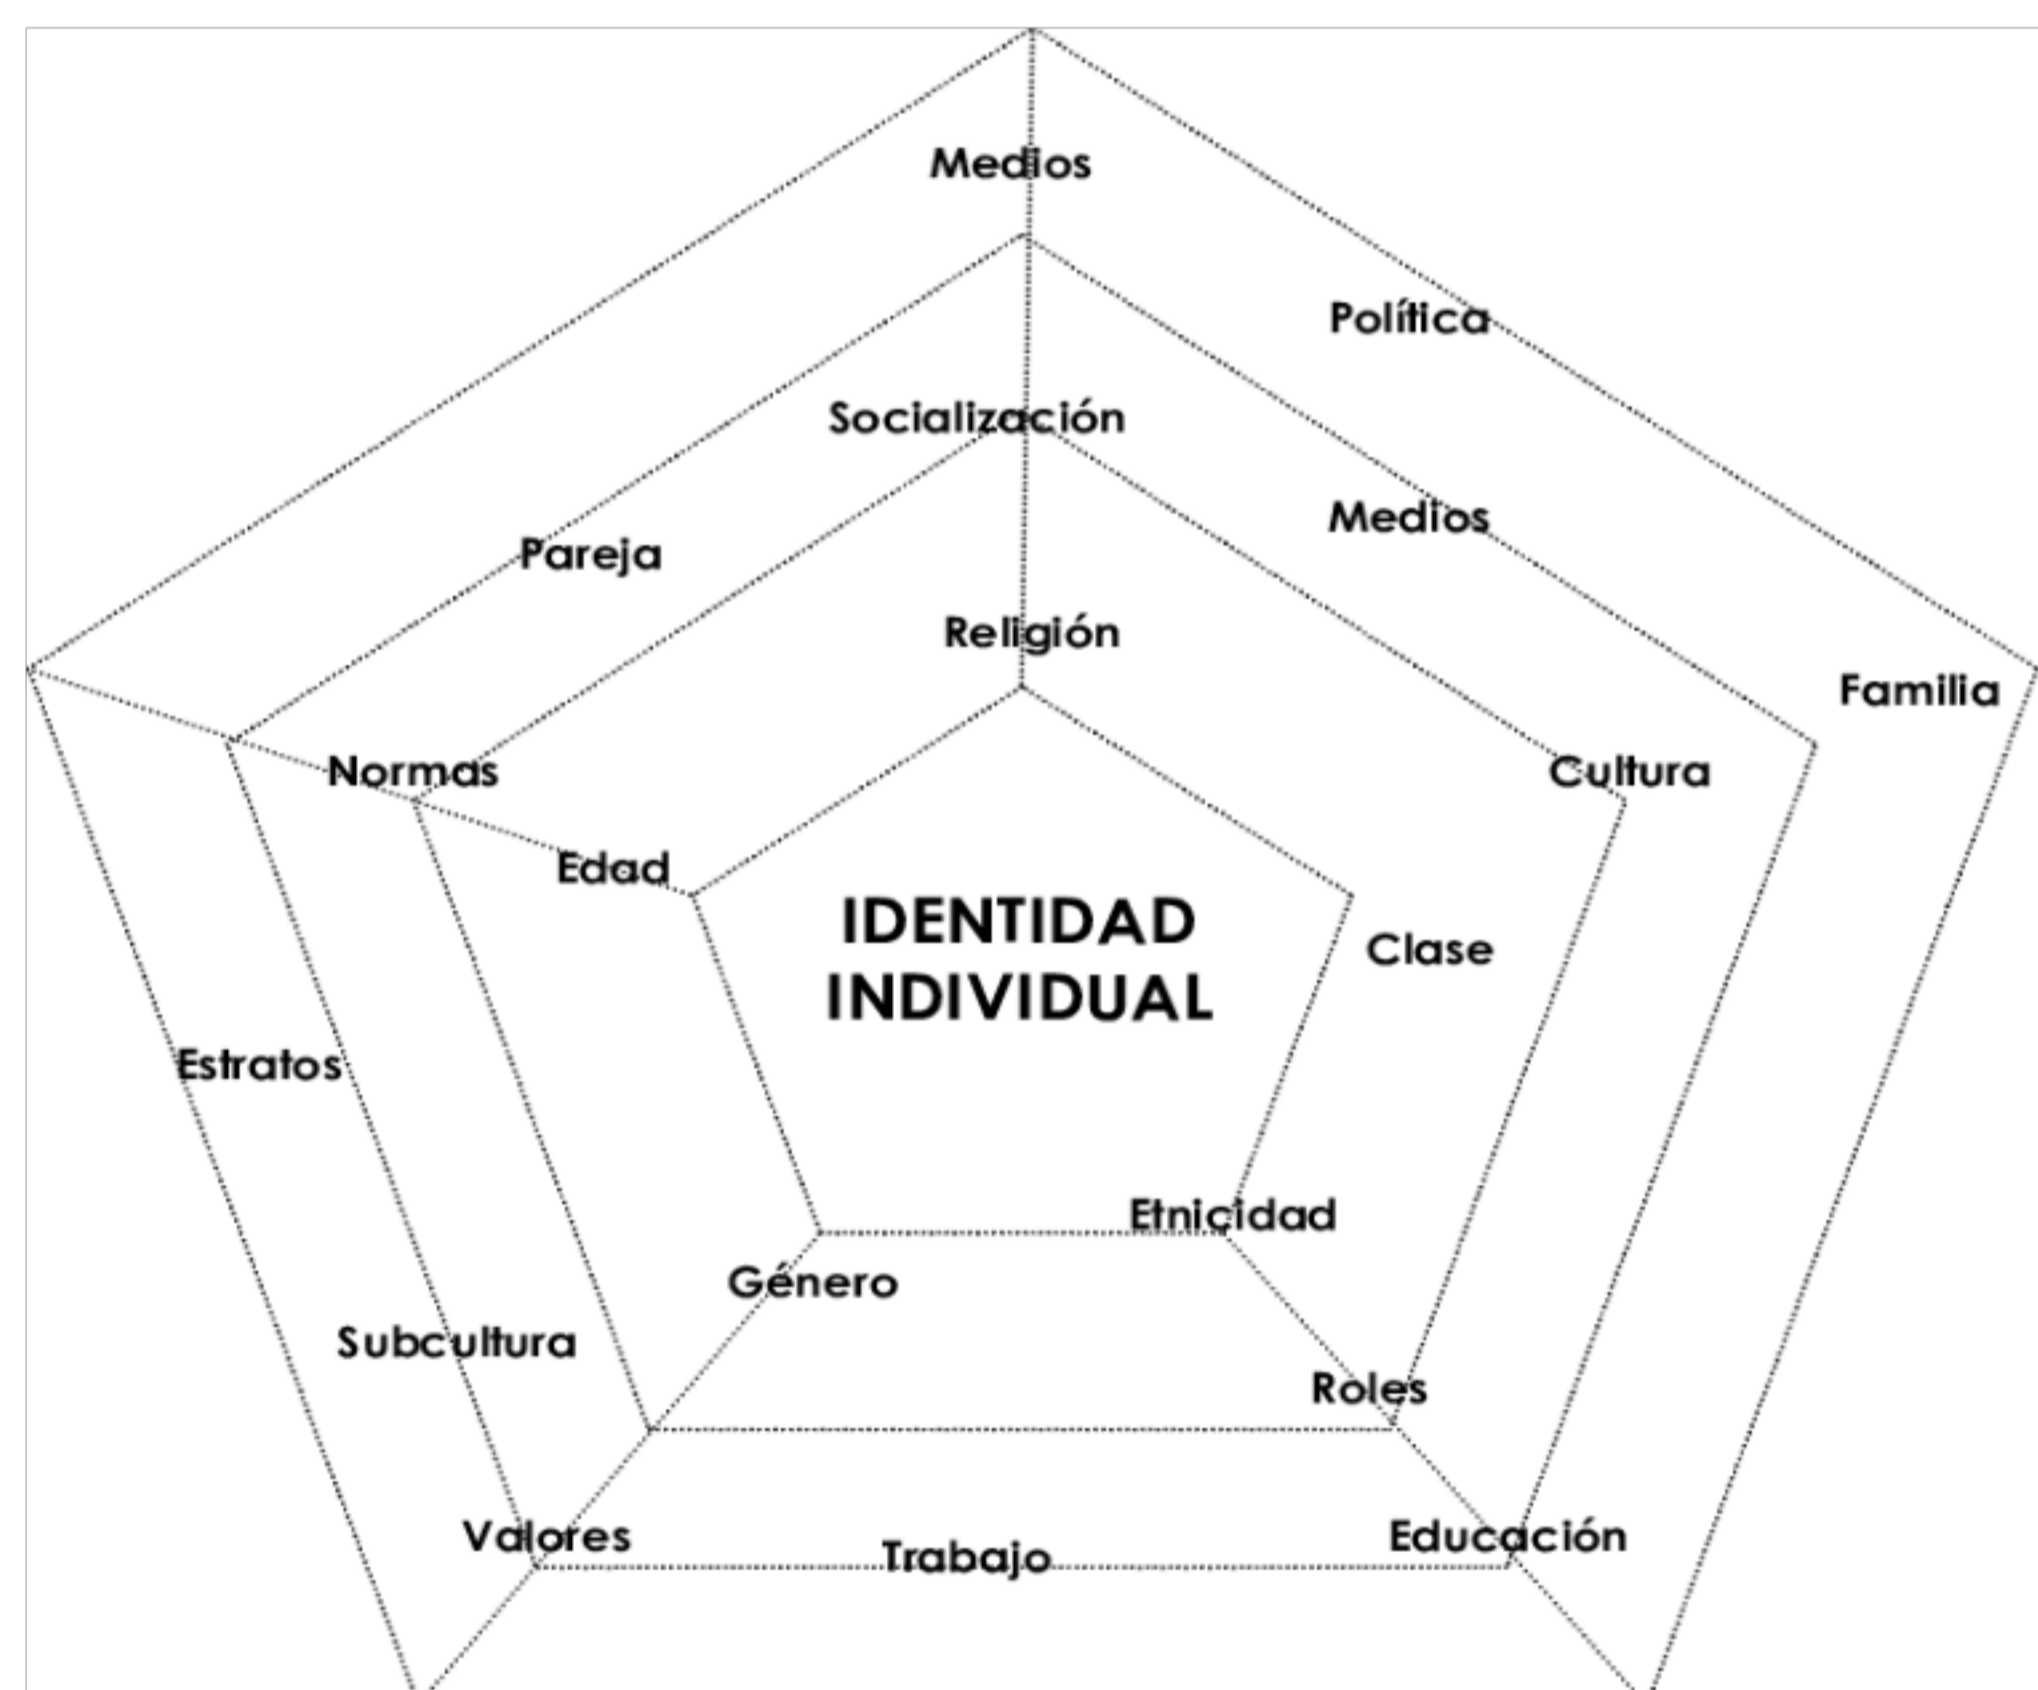 Medios
Política
Socialización
Medios
Pareja
Religión
Familia
Normas
Cultura
Edad
IDENTIDAD
INDIVIDUAL
Clase
Estratos
Etnicidad
Género
Subcultura
Roles
Valores
Trabajo
Educación